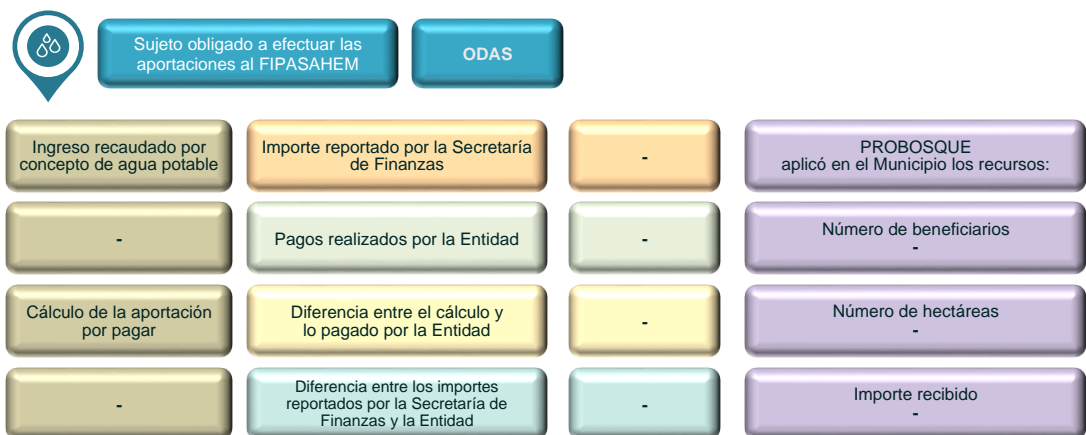 Sujeto obligado a efectuar las
aportaciones al FIPASAHEM
ODAS
Ingreso recaudado por
concepto de agua potable
Importe reportado por la Secretaría
de Finanzas
-
PROBOSQUE
aplicó en el Municipio los recursos:
-
Pagos realizados por la Entidad
-
Número de beneficiarios
-
Cálculo de la aportación
por pagar
Diferencia entre el cálculo y
lo pagado por la Entidad
-
Número de hectáreas
-
-
Diferencia entre los importes
reportados por la Secretaría de
Finanzas y la Entidad
-
Importe recibido
-